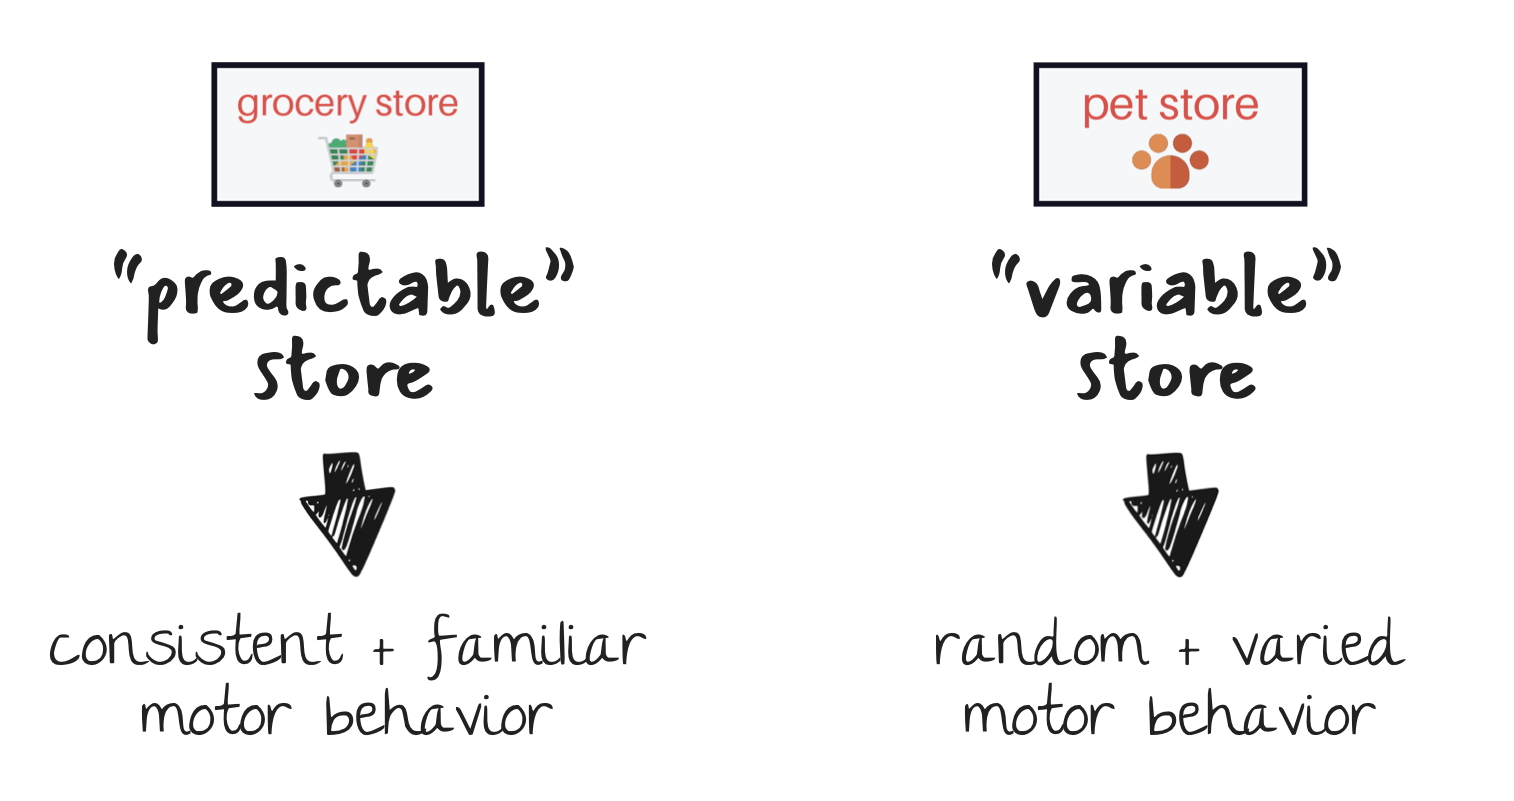 grocery store
"predictable"
store
consistent + familiar
motor behavior
pet store
"variable"
store
random + varied
motor behavior